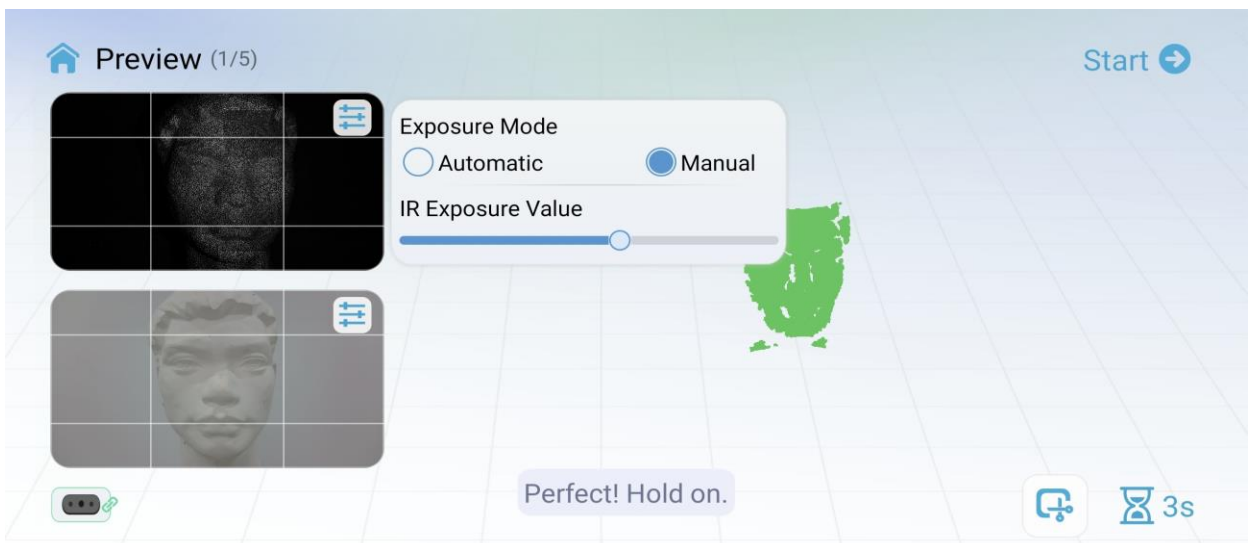 Preview (1/5)
Start
Exposure Mode
Automatic
Manual
IR Exposure Value
Perfect! Hold on.
3s